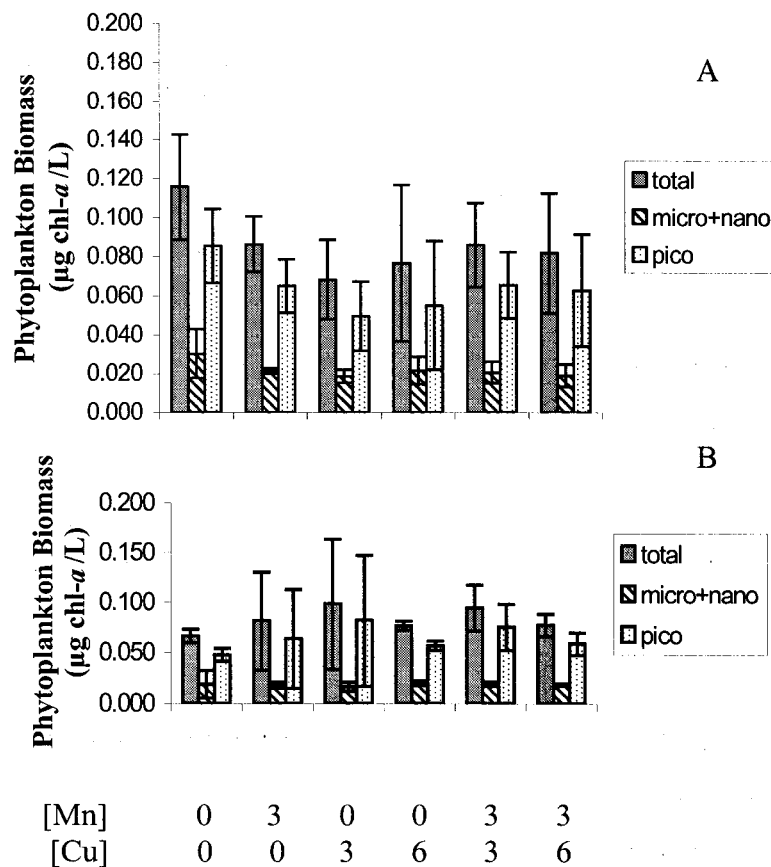 A
Phytoplankton Biomass
(µg chl-a /L)
0.200
0.180
0.160
0.140
0.120
0.100
0.080
0.060
0.040
0.020
0.000
total
micro+nano
pico
B
Phytoplankton Biomass
(µg chl-a /L)
0.200
0.150
0.100
0.050
0.000
total
micro+nano
pico
[Mn] 0 3 0 0 3 3
[Cu] 0 0 3 6 3 6